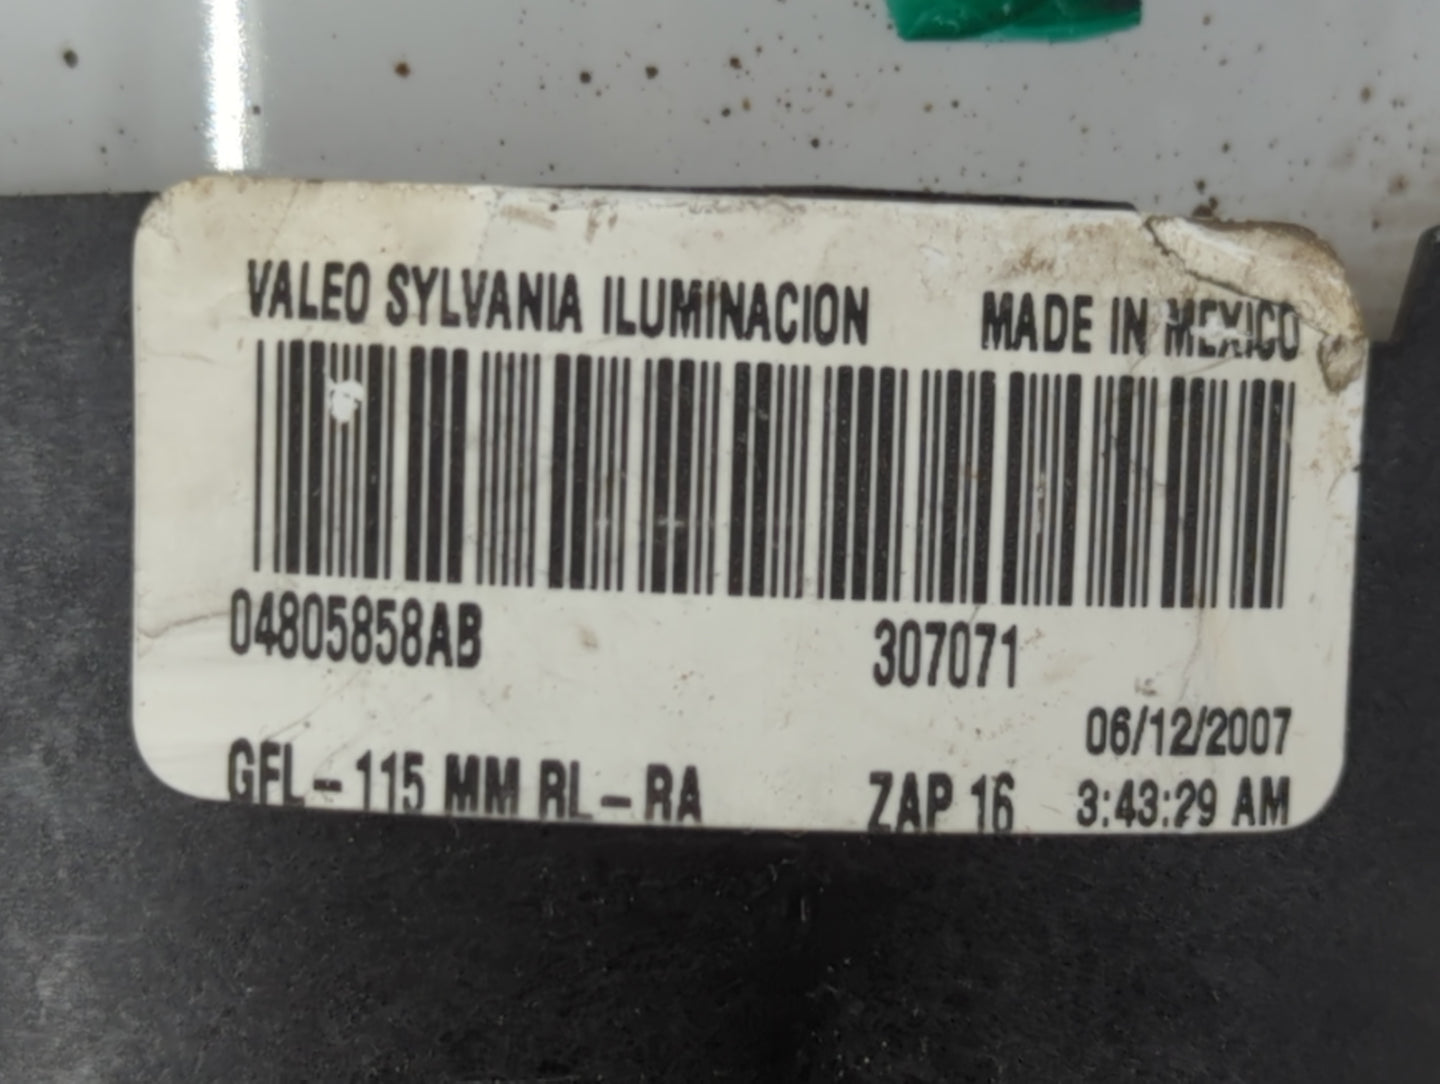 VALEO SYLVANIA ILUMINACION MADE IN MEXICO
04805858AB 307071
06/12/2007
GFL - 115 MM RL - RA ZAP 16 3:43:29 AM